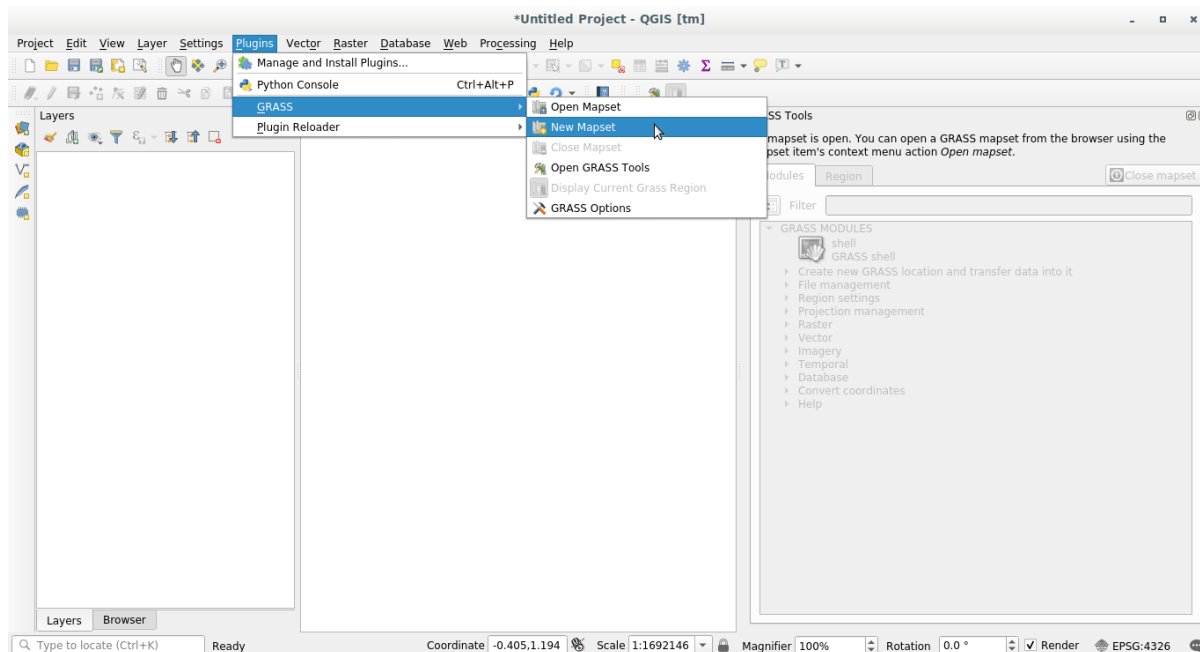 *Untitled Project - QGIS [tm]
Project Edit View Layer Settings Plugins Vector Raster Database Web Processing Help
Manage and Install Plugins...
Python Console Ctrl+Alt+P
GRASS
Plugin Reloader
Open Mapset
New Mapset
Close Mapset
Open GRASS Tools
Display Current Grass Region
GRASS Options
Layers
SS Tools
mapset is open. You can open a GRASS mapset from the browser using the
pset item's context menu action Open mapset.
odules Region Close mapset
Filter
GRASS MODULES
shell
GRASS shell
Create new GRASS location and transfer data into it
File management
Region settings
Projection management
Raster
Vector
Imagery
Temporal
Database
Convert coordinates
Help
Layers Browser
Type to locate (Ctrl+K) Ready Coordinate -0.405,1.194 Scale 1:1692146 Magnifier 100% Rotation 0.0 ° Render EPSG:4326